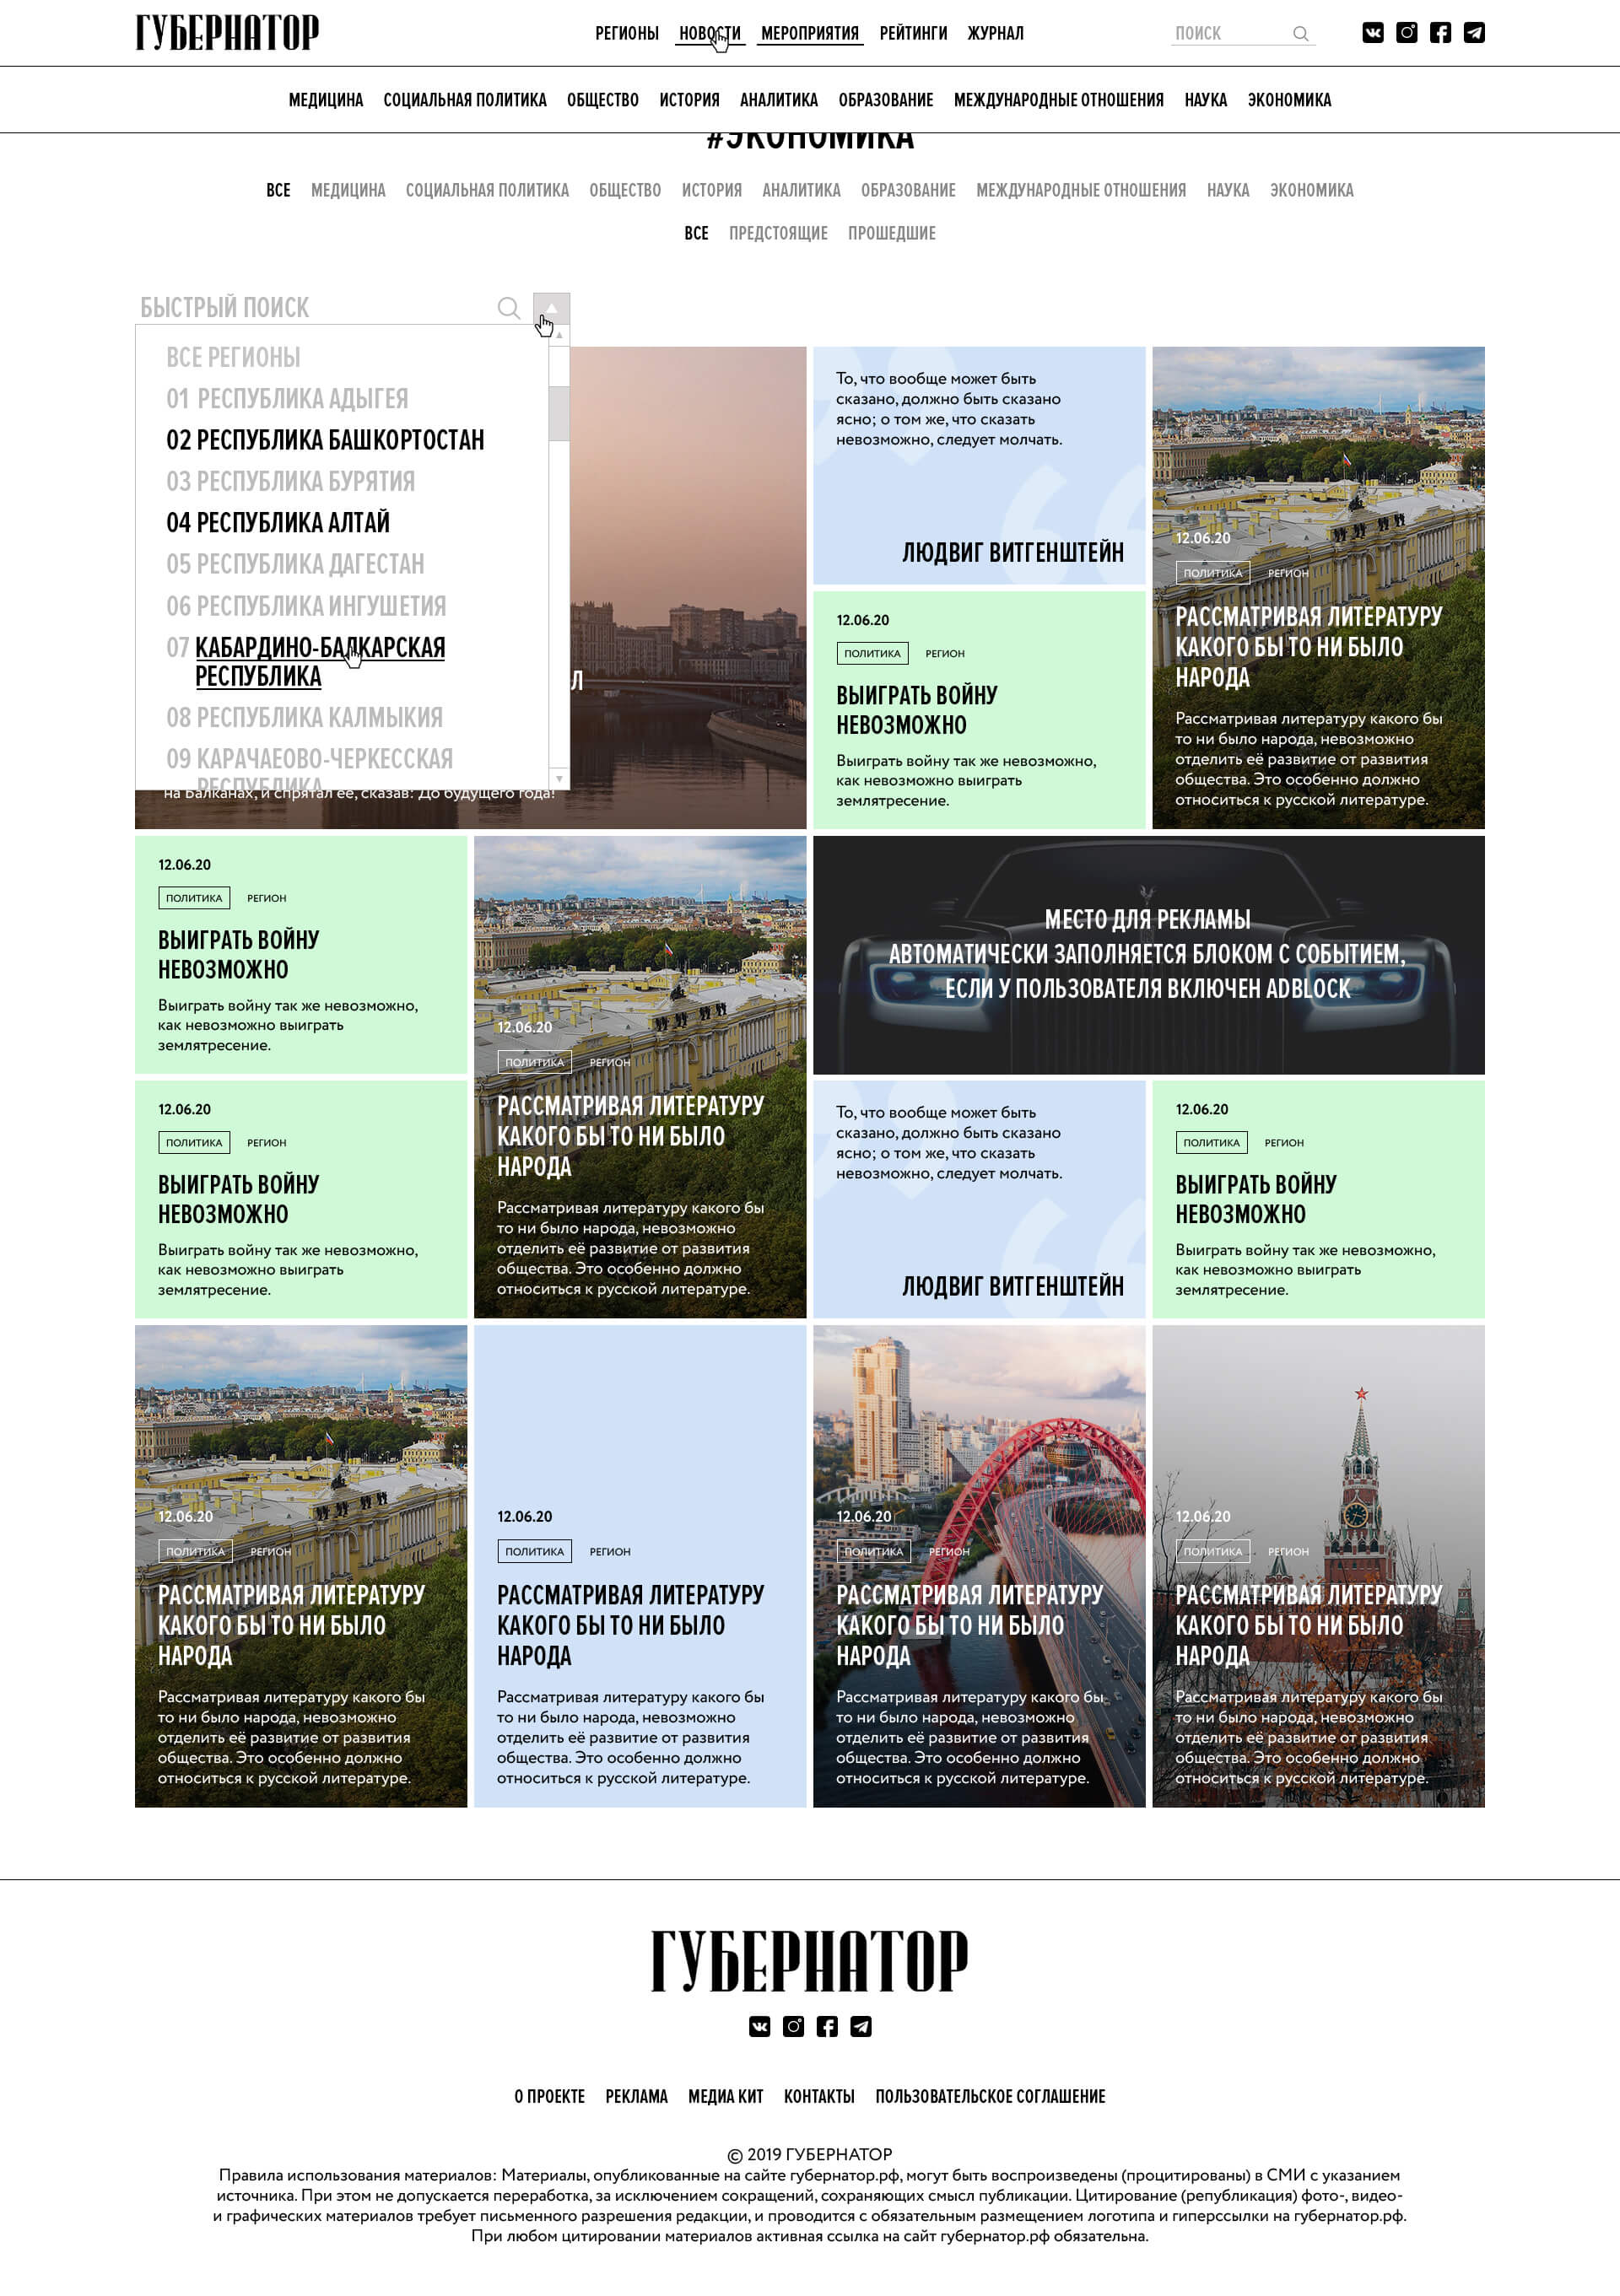 ГУБЕРНАТОР
РЕГИОНЫ НОВОСТИ МЕРОПРИЯТИЯ РЕЙТИНГИ ЖУРНАЛ
ПОИСК
МЕДИЦИНА СОЦИАЛЬНАЯ ПОЛИТИКА ОБЩЕСТВО ИСТОРИЯ АНАЛИТИКА ОБРАЗОВАНИЕ МЕЖДУНАРОДНЫЕ ОТНОШЕНИЯ НАУКА ЭКОНОМИКА
#ЭКОНОМИКА
ВСЕ МЕДИЦИНА СОЦИАЛЬНАЯ ПОЛИТИКА ОБЩЕСТВО ИСТОРИЯ АНАЛИТИКА ОБРАЗОВАНИЕ МЕЖДУНАРОДНЫЕ ОТНОШЕНИЯ НАУКА ЭКОНОМИКА
ВСЕ ПРЕДСТОЯЩИЕ ПРОШЕДШИЕ
БЫСТРЫЙ ПОИСК
ВСЕ РЕГИОНЫ
01 РЕСПУБЛИКА АДЫГЕЯ
02 РЕСПУБЛИКА БАШКОРТОСТАН
03 РЕСПУБЛИКА БУРЯТИЯ
04 РЕСПУБЛИКА АЛТАЙ
05 РЕСПУБЛИКА ДАГЕСТАН
06 РЕСПУБЛИКА ИНГУШЕТИЯ
07 КАБАРДИНО-БАЛКАРСКАЯ
РЕСПУБЛИКА
08 РЕСПУБЛИКА КАЛМЫКИЯ
09 КАРАЧАЕВО-ЧЕРКЕССКАЯ
РЕСПУБЛИКА
Л
на Балканах, и спрятал её, сказав: До будущего года!
То, что вообще может быть
сказано, должно быть сказано
ясно; о том же, что сказать
невозможно, следует молчать.
ЛЮДВИГ ВИТГЕНШТЕЙН
12.06.20
ПОЛИТИКА РЕГИОН
ВЫИГРАТЬ ВОЙНУ
НЕВОЗМОЖНО
Выиграть войну так же невозможно,
как невозможно выиграть
землятресение.
12.06.20
ПОЛИТИКА РЕГИОН
РАССМАТРИВАЯ ЛИТЕРАТУРУ
КАКОГО БЫ ТО НИ БЫЛО
НАРОДА
Рассматривая литературу какого бы
то ни было народа, невозможно
отделить её развитие от развития
общества. Это особенно должно
относиться к русской литературе.
12.06.20
ПОЛИТИКА РЕГИОН
ВЫИГРАТЬ ВОЙНУ
НЕВОЗМОЖНО
Выиграть войну так же невозможно,
как невозможно выиграть
землятресение.
12.06.20
ПОЛИТИКА РЕГИОН
ВЫИГРАТЬ ВОЙНУ
НЕВОЗМОЖНО
Выиграть войну так же невозможно,
как невозможно выиграть
землятресение.
12.06.20
ПОЛИТИКА РЕГИОН
РАССМАТРИВАЯ ЛИТЕРАТУРУ
КАКОГО БЫ ТО НИ БЫЛО
НАРОДА
Рассматривая литературу какого бы
то ни было народа, невозможно
отделить её развитие от развития
общества. Это особенно должно
относиться к русской литературе.
МЕСТО ДЛЯ РЕКЛАМЫ
АВТОМАТИЧЕСКИ ЗАПОЛНЯЕТСЯ БЛОКОМ С СОБЫТИЕМ,
ЕСЛИ У ПОЛЬЗОВАТЕЛЯ ВКЛЮЧЕН ADBLOCK
То, что вообще может быть
сказано, должно быть сказано
ясно; о том же, что сказать
невозможно, следует молчать.
ЛЮДВИГ ВИТГЕНШТЕЙН
12.06.20
ПОЛИТИКА РЕГИОН
ВЫИГРАТЬ ВОЙНУ
НЕВОЗМОЖНО
Выиграть войну так же невозможно,
как невозможно выиграть
землятресение.
12.06.20
ПОЛИТИКА РЕГИОН
РАССМАТРИВАЯ ЛИТЕРАТУРУ
КАКОГО БЫ ТО НИ БЫЛО
НАРОДА
Рассматривая литературу какого бы
то ни было народа, невозможно
отделить её развитие от развития
общества. Это особенно должно
относиться к русской литературе.
12.06.20
ПОЛИТИКА РЕГИОН
РАССМАТРИВАЯ ЛИТЕРАТУРУ
КАКОГО БЫ ТО НИ БЫЛО
НАРОДА
Рассматривая литературу какого бы
то ни было народа, невозможно
отделить её развитие от развития
общества. Это особенно должно
относиться к русской литературе.
12.06.20
ПОЛИТИКА РЕГИОН
РАССМАТРИВАЯ ЛИТЕРАТУРУ
КАКОГО БЫ ТО НИ БЫЛО
НАРОДА
Рассматривая литературу какого бы
то ни было народа, невозможно
отделить её развитие от развития
общества. Это особенно должно
относиться к русской литературе.
12.06.20
ПОЛИТИКА РЕГИОН
РАССМАТРИВАЯ ЛИТЕРАТУРУ
КАКОГО БЫ ТО НИ БЫЛО
НАРОДА
Рассматривая литературу какого бы
то ни было народа, невозможно
отделить её развитие от развития
общества. Это особенно должно
относиться к русской литературе.
ГУБЕРНАТОР
О ПРОЕКТЕ РЕКЛАМА МЕДИА КИТ КОНТАКТЫ ПОЛЬЗОВАТЕЛЬСКОЕ СОГЛАШЕНИЕ
© 2019 ГУБЕРНАТОР
Правила использования материалов: Материалы, опубликованные на сайте губернатор.рф, могут быть воспроизведены (процитированы) в СМИ с указанием
источника. При этом не допускается переработка, за исключением сокращений, сохраняющих смысл публикации. Цитирование (републикация) фото-, видео-
и графических материалов требует письменного разрешения редакции, и проводится с обязательным размещением логотипа и гиперссылки на губернатор.рф.
При любом цитировании материалов активная ссылка на сайт губернатор.рф обязательна.